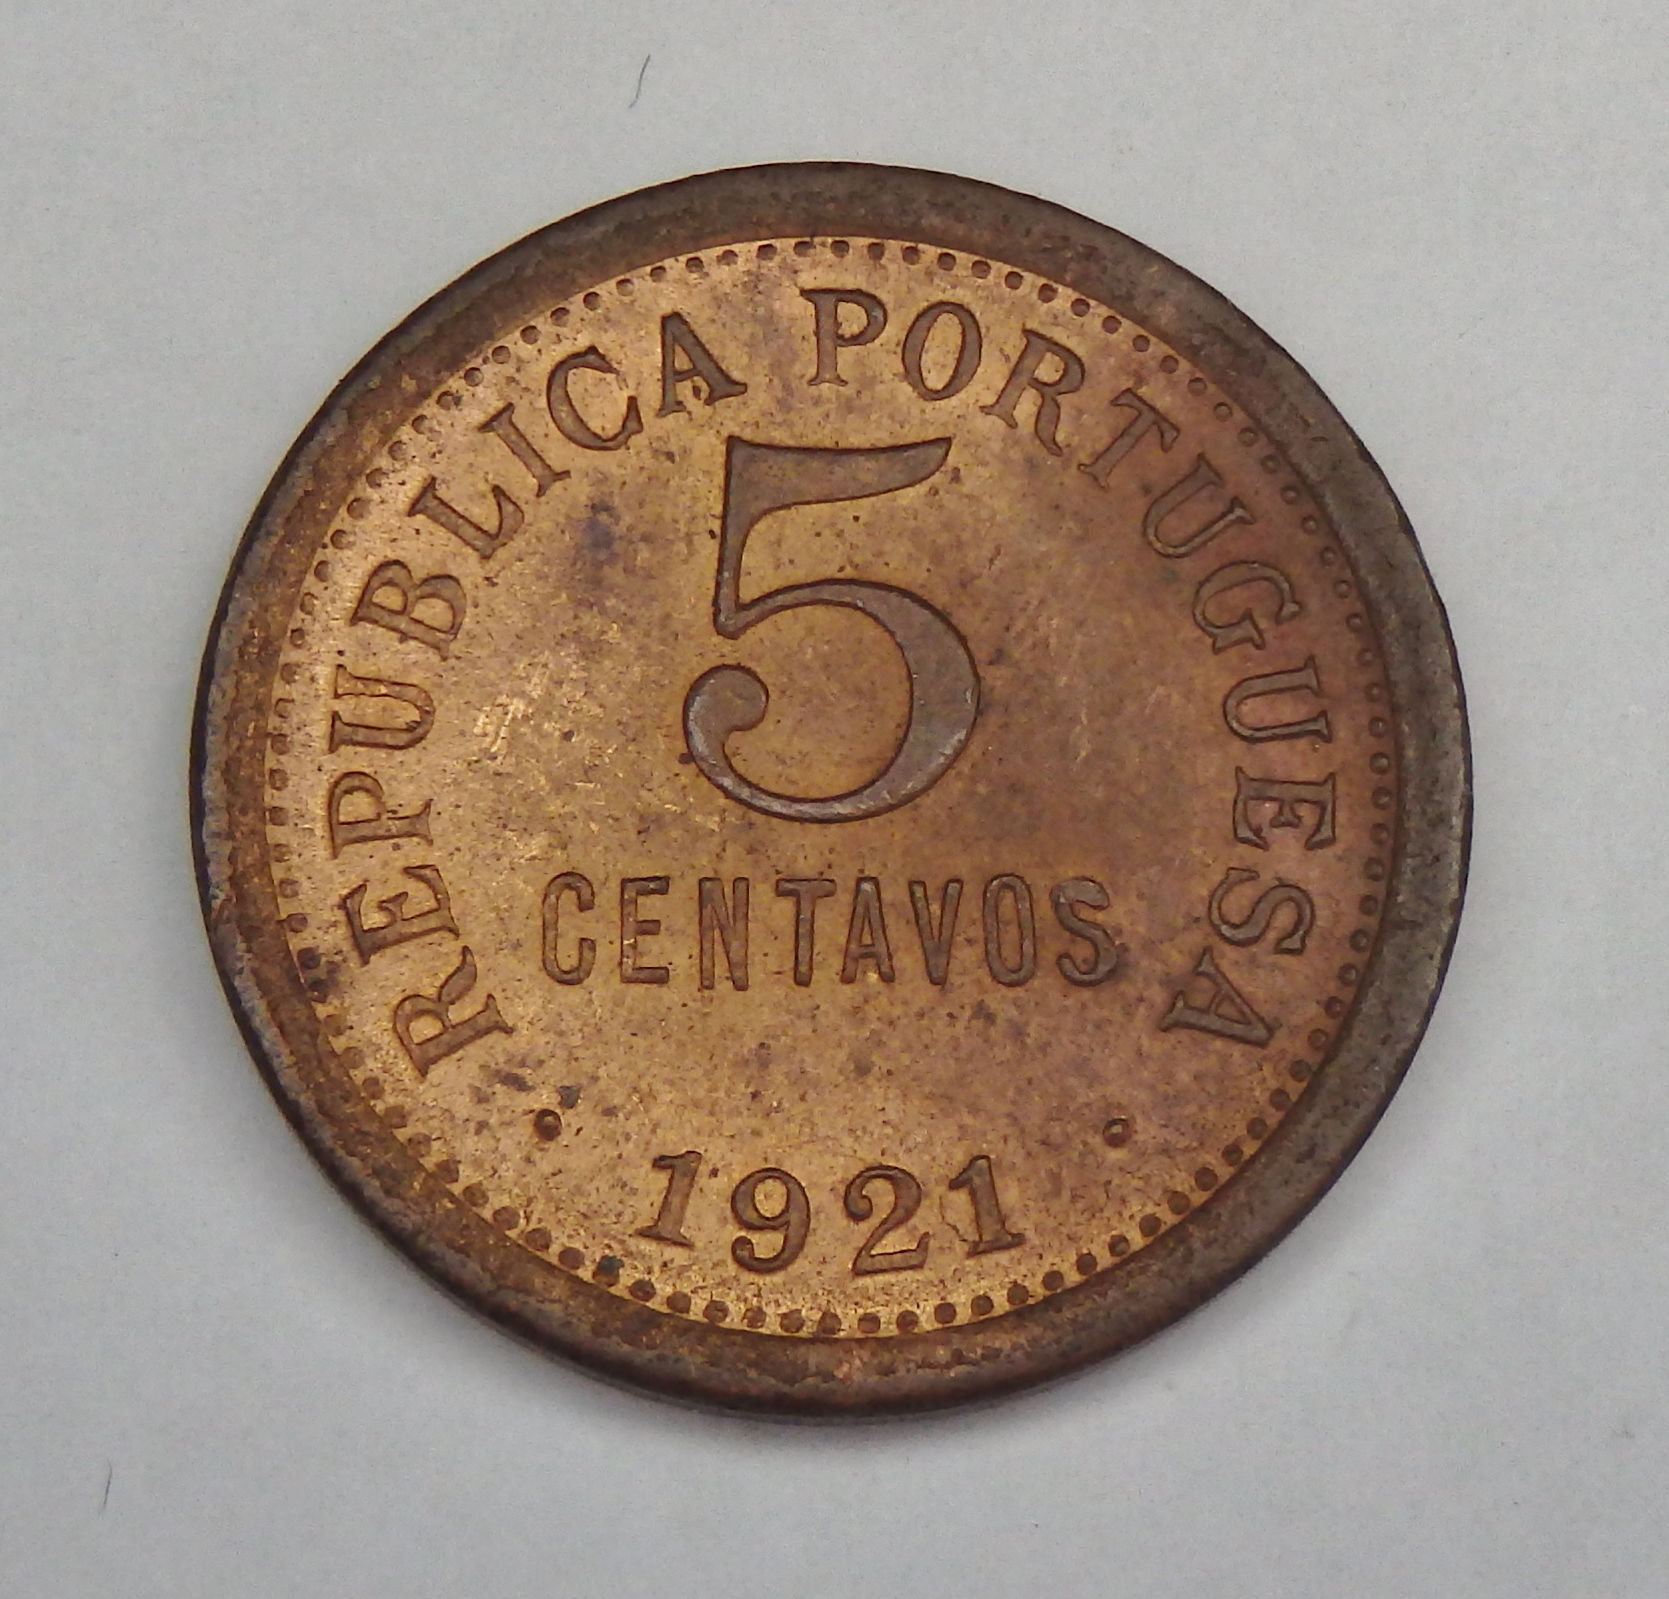 REPUBLICA PORTUGUESA
5
CENTAVOS
• 1921 •